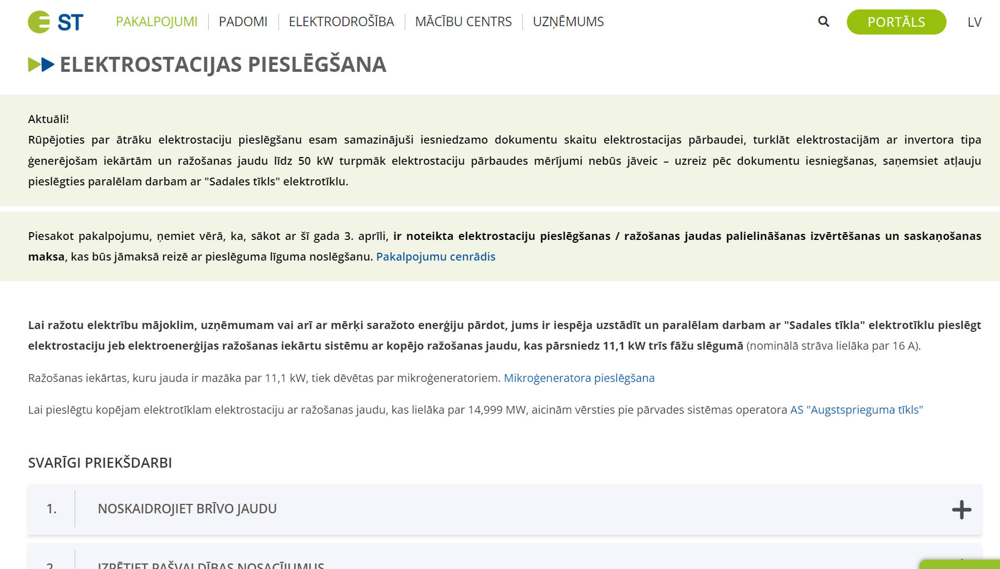 ST
PAKALPOJUMI
PADOMI
ELEKTRODROŠĪBA
MĀCĪBU CENTRS
UZŅĒMUMS
PORTĀLS
LV
ELEKTROSTACIJAS PIESLĒGŠANA
Aktuāli!
Rūpējoties par ātrāku elektrostaciju pieslēgšanu esam samazinājuši iesniedzamo dokumentu skaitu elektrostacijas pārbaudei, turklāt elektrostacijām ar invertora tipa
ģenerējošam iekārtām un ražošanas jaudu līdz 50 kW turpmāk elektrostaciju pārbaudes mērījumi nebūs jāveic – uzreiz pēc dokumentu iesniegšanas, saņemsiet atļauju
pieslēgties paralēlam darbam ar "Sadales tīkls" elektrotīklu.
Piesakot pakalpojumu, ņemiet vērā, ka, sākot ar šī gada 3. aprīli, ir noteikta elektrostaciju pieslēgšanas / ražošanas jaudas palielināšanas izvērtēšanas un saskaņošanas
maksa, kas būs jāmaksā reizē ar pieslēguma līguma noslēgšanu. Pakalpojumu cenrādis
Lai ražotu elektrību mājoklim, uzņēmumam vai arī ar mērķi saražoto enerģiju pārdot, jums ir iespēja uzstādīt un paralēlam darbam ar "Sadales tīkla" elektrotīklu pieslēgt
elektrostaciju jeb elektroenerģijas ražošanas iekārtu sistēmu ar kopējo ražošanas jaudu, kas pārsniedz 11,1 kW trīs fāžu slēgumā (nominālā strāva lielāka par 16 A).
Ražošanas iekārtas, kuru jauda ir mazāka par 11,1 kW, tiek dēvētas par mikroģeneratoriem. Mikroģeneratora pieslēgšana
Lai pieslēgtu kopējam elektrotīklam elektrostaciju ar ražošanas jaudu, kas lielāka par 14,999 MW, aicinām vērsties pie pārvades sistēmas operatora AS "Augstsprieguma tīkls"
SVARĪGI PRIEKŠDARBI
1. NOSKAIDROJIET BRĪVO JAUDU
2. IZPĒTIET PAŠVALDĪBAS NOSACĪJUMUS